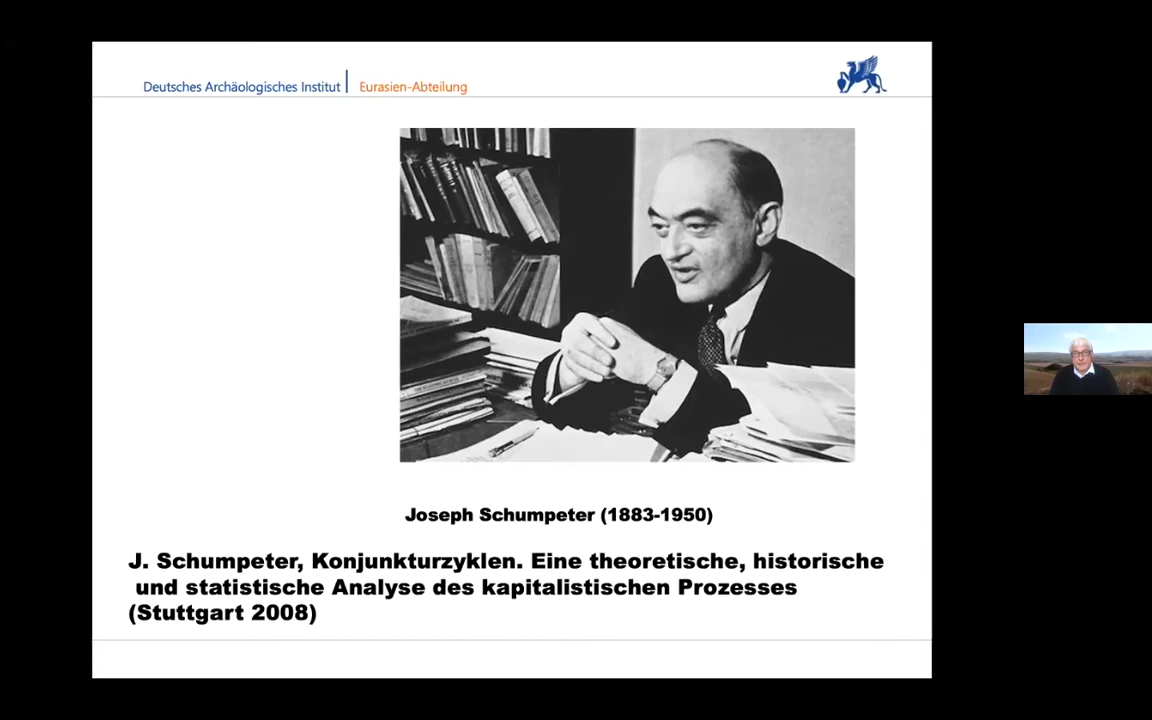 Deutsches Archäologisches Institut Eurasien-Abteilung
Joseph Schumpeter (1883-1950)
J. Schumpeter, Konjunkturzyklen. Eine theoretische, historische
und statistische Analyse des kapitalistischen Prozesses
(Stuttgart 2008)